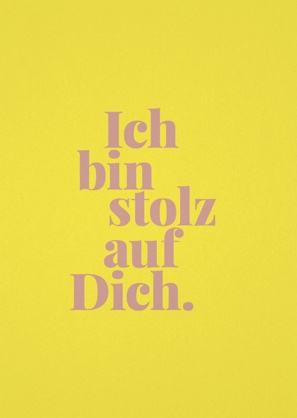 Ich
bin
stolz
auf
Dich.